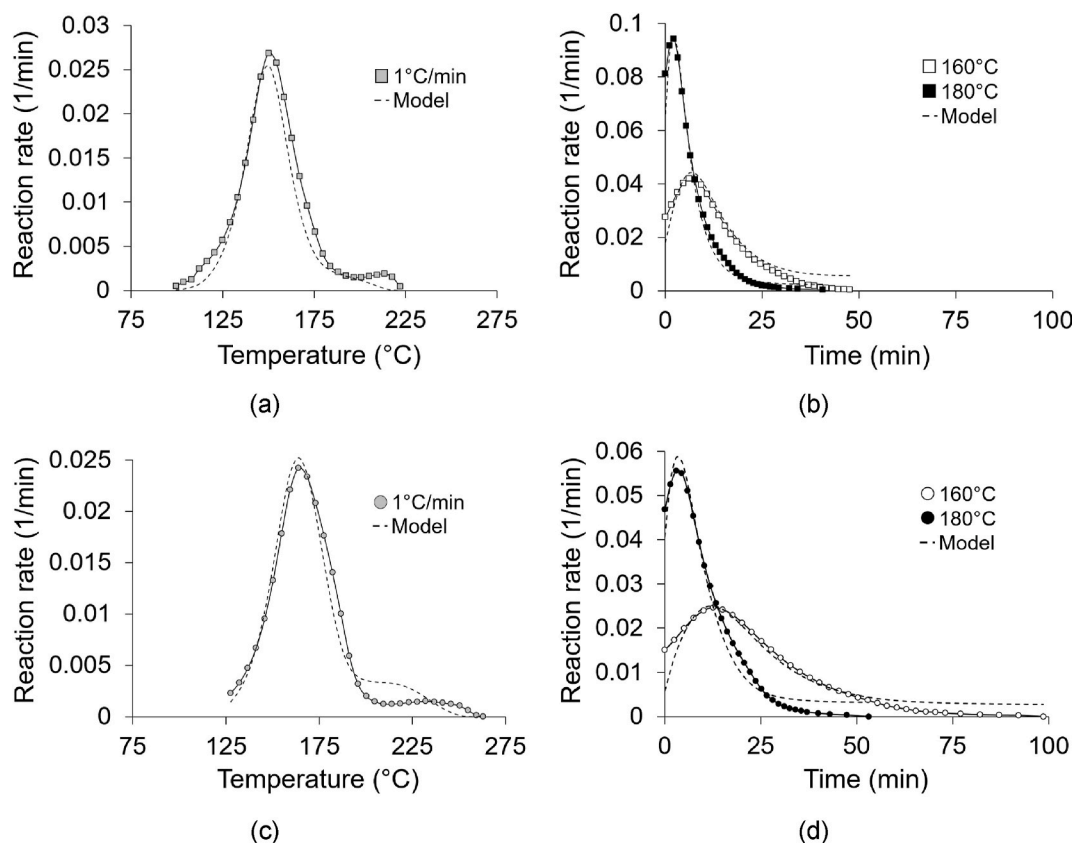 0.03
0.025
0.02
0.015
0.01
0.005
0
75
125
175
225
275
Reaction rate (1/min)
Temperature (°C)
1°C/min
Model
(a)
0.1
0.08
0.06
0.04
0.02
0
0
25
50
75
100
Reaction rate (1/min)
Time (min)
160°C
180°C
Model
(b)
0.025
0.02
0.015
0.01
0.005
0
75
125
175
225
275
Reaction rate (1/min)
Temperature (°C)
1°C/min
Model
(c)
0.06
0.05
0.04
0.03
0.02
0.01
0
0
25
50
75
100
Reaction rate (1/min)
Time (min)
160°C
180°C
Model
(d)